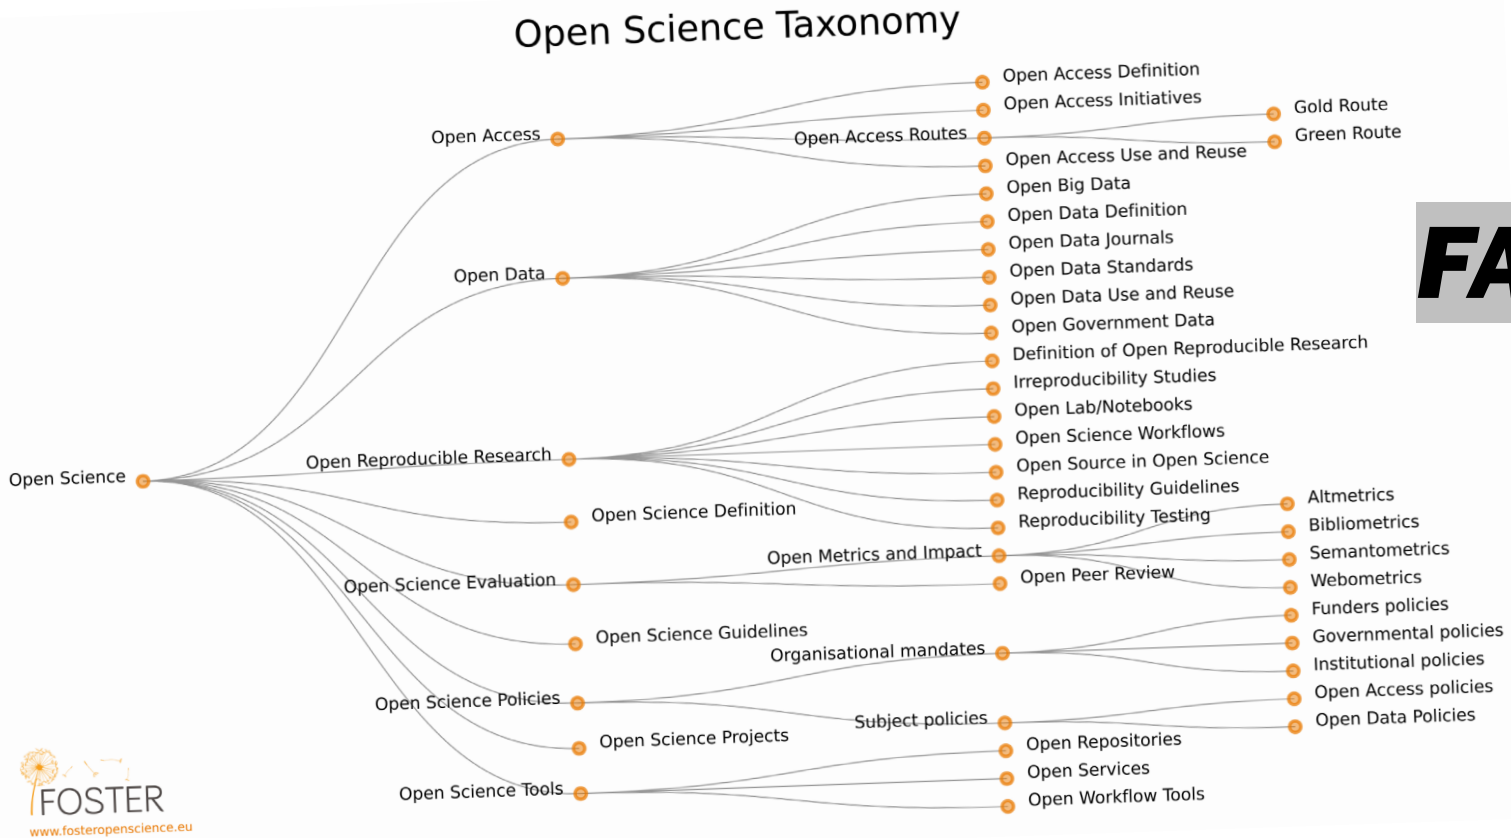 Open Science Taxonomy
Open Science
Open Access
Open Access Definition
Open Access Initiatives
Open Access Routes
Gold Route
Green Route
Open Access Use and Reuse
Open Data
Open Big Data
Open Data Definition
Open Data Journals
Open Data Standards
Open Data Use and Reuse
Open Government Data
Open Reproducible Research
Definition of Open Reproducible Research
Irreproducibility Studies
Open Lab/Notebooks
Open Science Workflows
Open Source in Open Science
Reproducibility Guidelines
Reproducibility Testing
Open Science Definition
Open Science Evaluation
Open Metrics and Impact
Altmetrics
Bibliometrics
Semantometrics
Webometrics
Open Peer Review
Open Science Guidelines
Open Science Policies
Organisational mandates
Funders policies
Governmental policies
Institutional policies
Subject policies
Open Access policies
Open Data Policies
Open Science Projects
Open Science Tools
Open Repositories
Open Services
Open Workflow Tools
FOSTER
www.fosteropenscience.eu